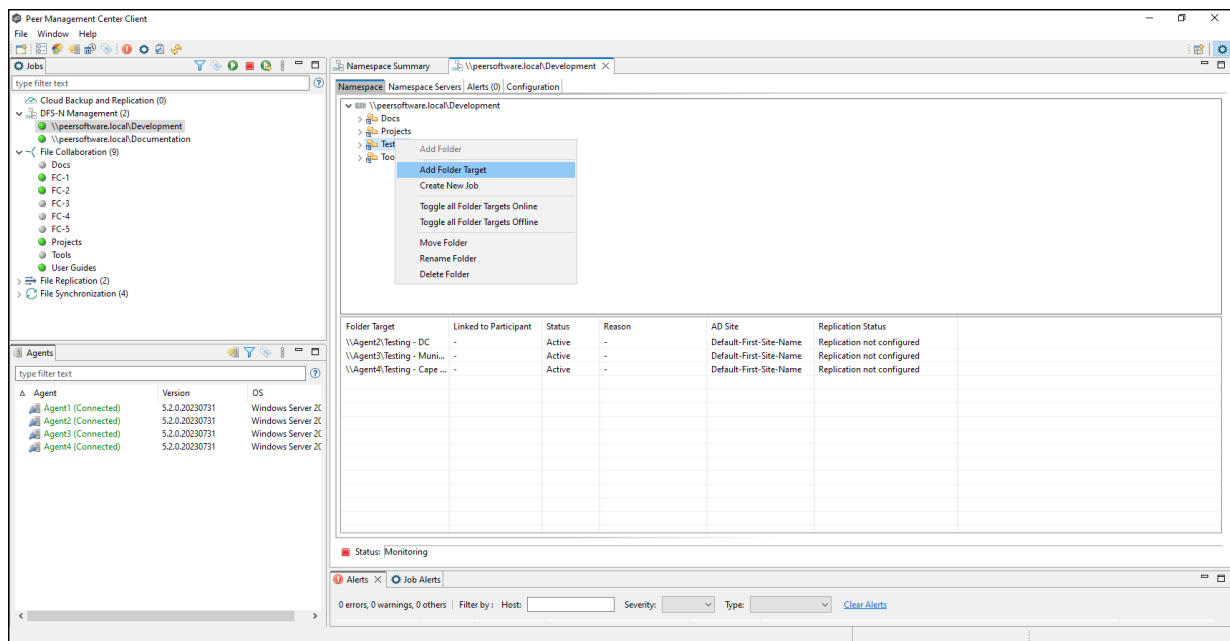 Peer Management Center Client
File Window Help
Jobs
type filter text
Cloud Backup and Replication (0)
DFS-N Management (2)
\\peersoftware.local\Development
\\peersoftware.local\Documentation
File Collaboration (9)
Docs
FC-1
FC-2
FC-3
FC-4
FC-5
Projects
Tools
User Guides
File Replication (2)
File Synchronization (4)
Agents
type filter text
Agent Version OS
Agent1 (Connected) 5.2.0.20230731 Windows Server 20
Agent2 (Connected) 5.2.0.20230731 Windows Server 20
Agent3 (Connected) 5.2.0.20230731 Windows Server 20
Agent4 (Connected) 5.2.0.20230731 Windows Server 20
Namespace Summary \\peersoftware.local\Development
Namespace Namespace Servers Alerts (0) Configuration
\\peersoftware.local\Development
Docs
Projects
Test
Too
Add Folder
Add Folder Target
Create New Job
Toggle all Folder Targets Online
Toggle all Folder Targets Offline
Move Folder
Rename Folder
Delete Folder
Folder Target Linked to Participant Status Reason AD Site Replication Status
\\Agent2\Testing - DC - Active - Default-First-Site-Name Replication not configured
\\Agent3\Testing - Muni... - Active - Default-First-Site-Name Replication not configured
\\Agent4\Testing - Cape ... - Active - Default-First-Site-Name Replication not configured
Status: Monitoring
Alerts Job Alerts
0 errors, 0 warnings, 0 others Filter by : Host: Severity: Type: Clear Alerts